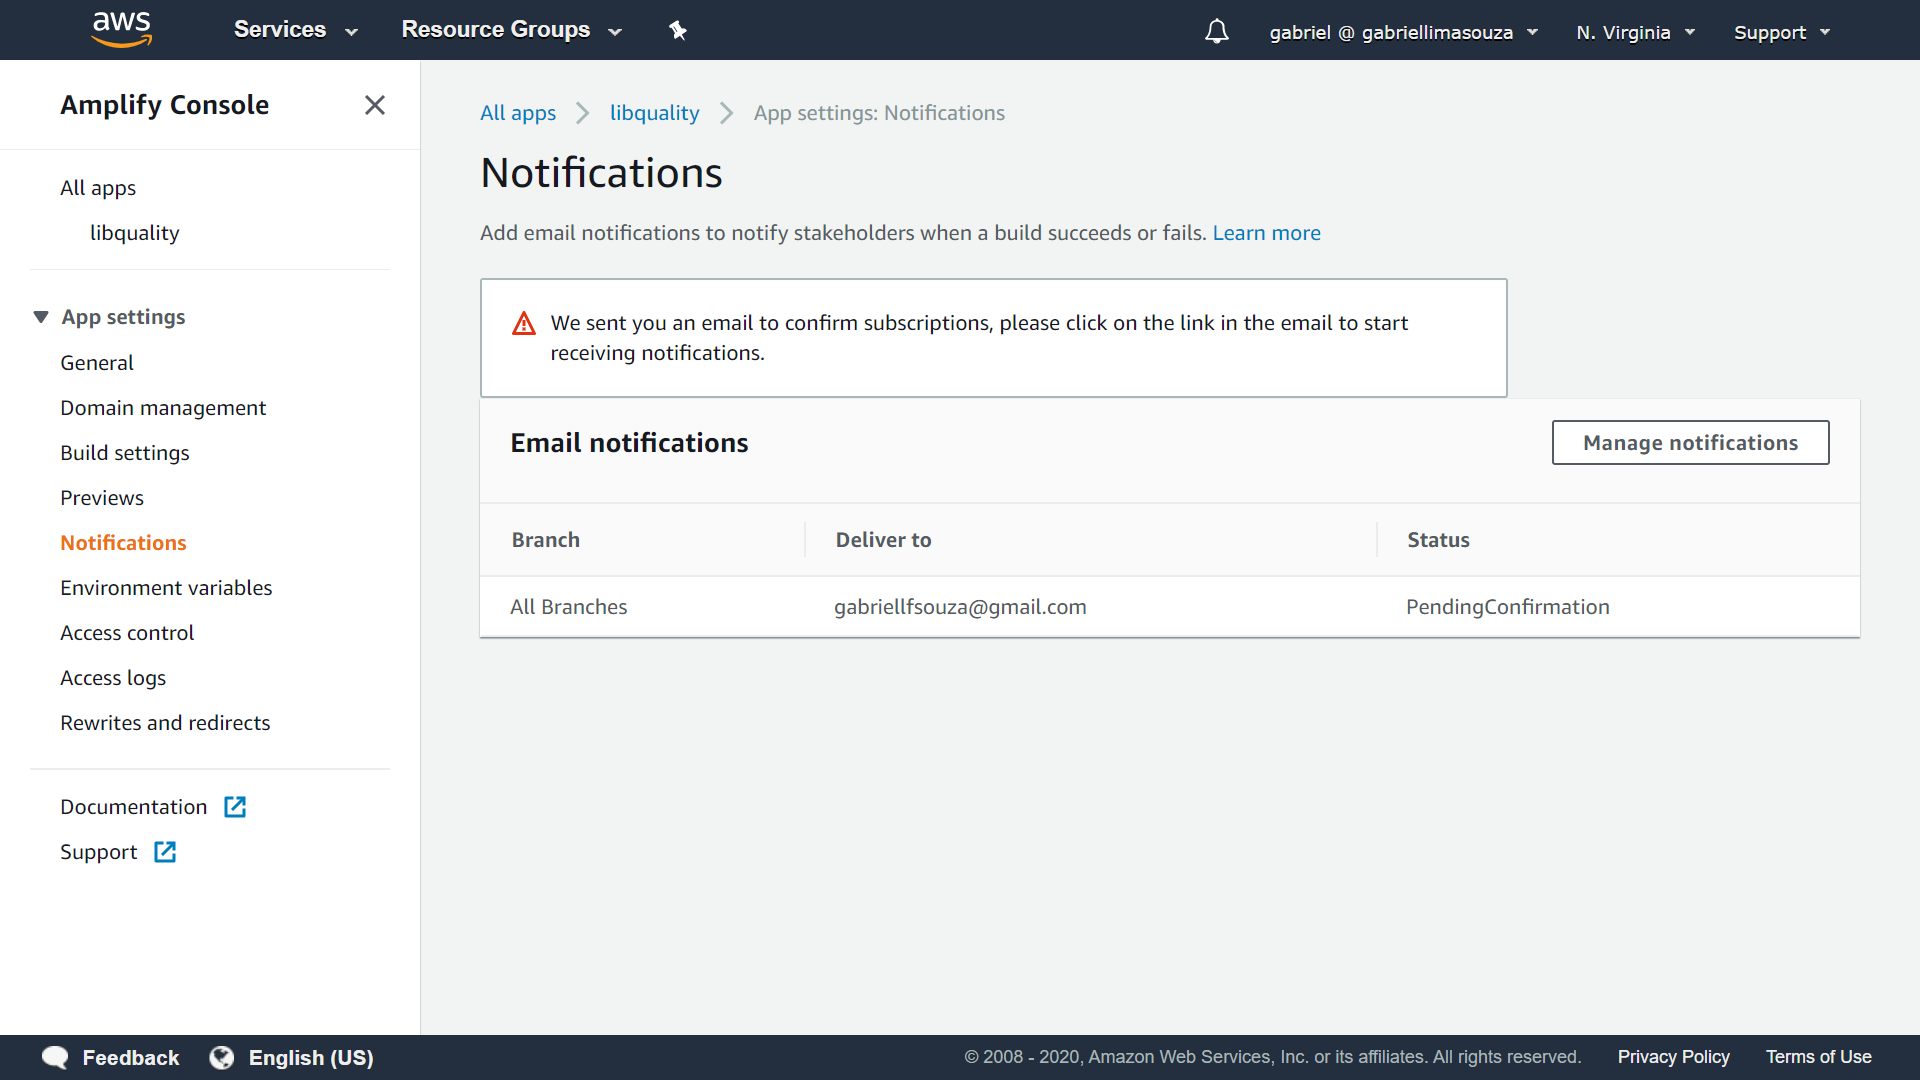 aws
Services
Resource Groups
gabriel @ gabriellimasouza
N. Virginia
Support
Amplify Console
All apps
libquality
App settings
General
Domain management
Build settings
Previews
Notifications
Environment variables
Access control
Access logs
Rewrites and redirects
Documentation
Support
All apps
libquality
App settings: Notifications
Notifications
Add email notifications to notify stakeholders when a build succeeds or fails. Learn more
We sent you an email to confirm subscriptions, please click on the link in the email to start
receiving notifications.
Email notifications
Manage notifications
Branch
Deliver to
Status
All Branches
gabriellfsouza@gmail.com
PendingConfirmation
Feedback
English (US)
© 2008 - 2020, Amazon Web Services, Inc. or its affiliates. All rights reserved.
Privacy Policy
Terms of Use